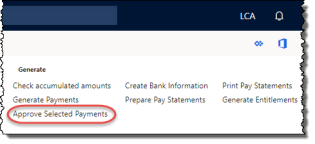 LCA
Generate
Check accumulated amounts Create Bank Information Print Pay Statements
Generate Payments Prepare Pay Statements Generate Entitlements
Approve Selected Payments